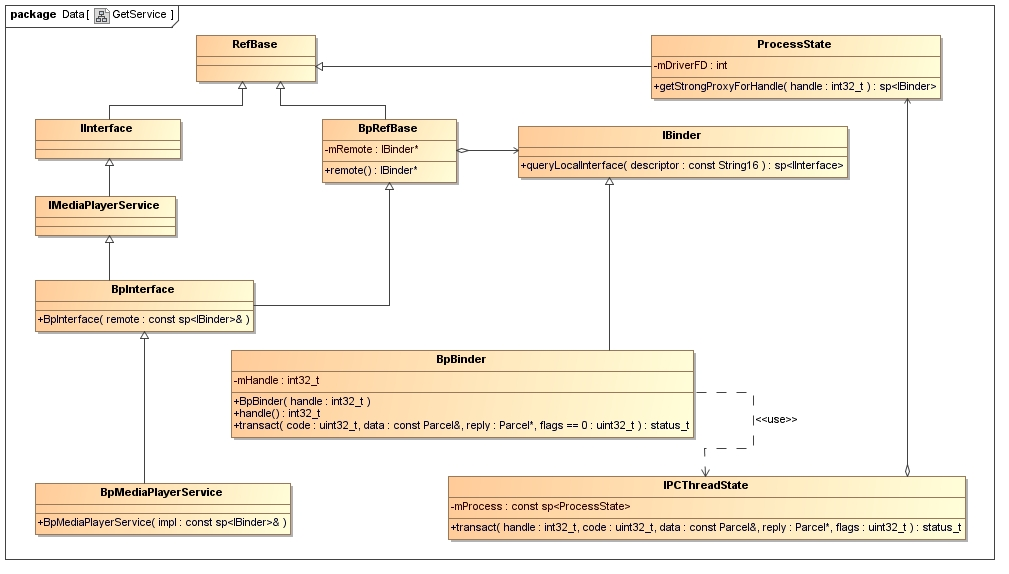 package Data [ GetService ]
RefBase
ProcessState
-mDriverFD : int
+getStrongProxyForHandle( handle : int32_t ) : sp<IBinder>
IInterface
BpRefBase
-mRemote : IBinder*
+remote() : IBinder*
IBinder
+queryLocalInterface( descriptor : const String16 ) : sp<IInterface>
IMediaPlayerService
BpInterface
+BpInterface( remote : const sp<IBinder>& )
BpBinder
-mHandle : int32_t
+BpBinder( handle : int32_t )
+handle() : int32_t
+transact( code : uint32_t, data : const Parcel&, reply : Parcel*, flags == 0 : uint32_t ) : status_t
<<use>>
BpMediaPlayerService
+BpMediaPlayerService( impl : const sp<IBinder>& )
IPCThreadState
-mProcess : const sp<ProcessState>
+transact( handle : int32_t, code : uint32_t, data : const Parcel&, reply : Parcel*, flags : uint32_t ) : status_t